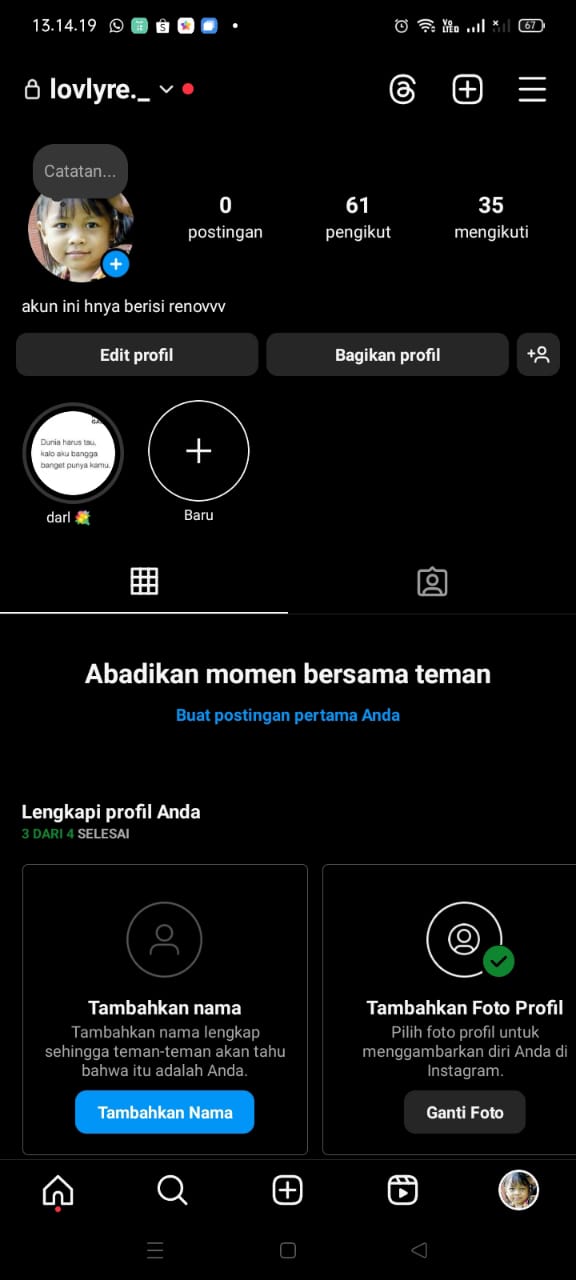 13.14.19
Vo
LTE
67
lovlyre._
Catatan...
0
61
35
postingan
pengikut
mengikuti
akun ini hnya berisi renovvv
Edit profil
Bagikan profil
Dunia harus tau,
kalo aku bangga
banget punya kamu.
darl
Baru
Abadikan momen bersama teman
Buat postingan pertama Anda
Lengkapi profil Anda
3 DARI 4 SELESAI
Tambahkan nama
Tambahkan nama lengkap
sehingga teman-teman akan tahu
bahwa itu adalah Anda.
Tambahkan Nama
Tambahkan Foto Profil
Pilih foto profil untuk
menggambarkan diri Anda di
Instagram.
Ganti Foto